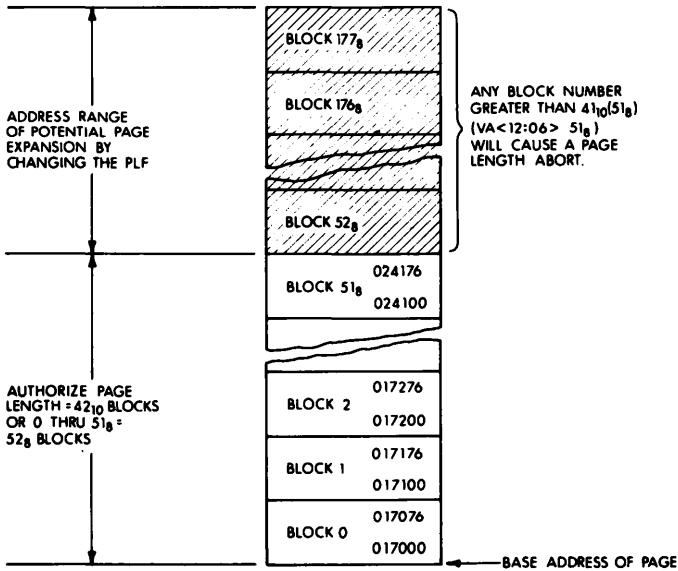 BLOCK 177₈
BLOCK 176₈
ANY BLOCK NUMBER
GREATER THAN 41₁₀(51₈)
(VA<12:06> 51₈)
WILL CAUSE A PAGE
LENGTH ABORT.
ADDRESS RANGE
OF POTENTIAL PAGE
EXPANSION BY
CHANGING THE PLF
BLOCK 52₈
BLOCK 51₈
024176
024100
AUTHORIZE PAGE
LENGTH = 42₁₀ BLOCKS
OR 0 THRU 51₈ =
52₈ BLOCKS
BLOCK 2
017276
017200
BLOCK 1
017176
017100
BLOCK 0
017076
017000
BASE ADDRESS OF PAGE